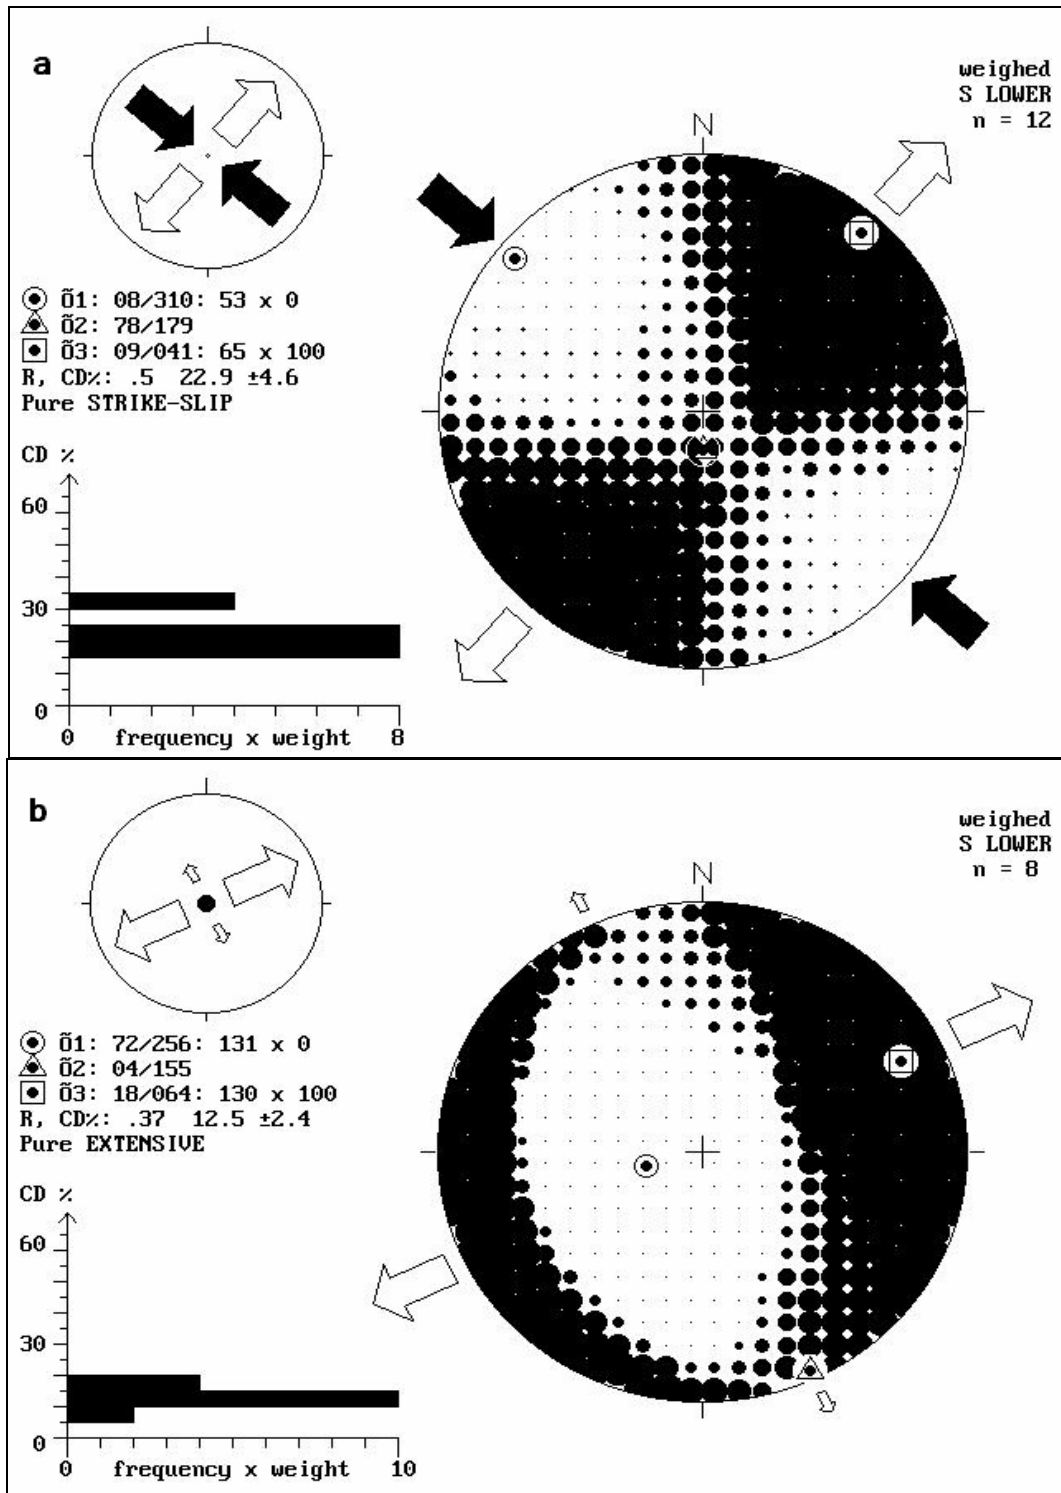 a
weighed
S LOWER
n = 12
N
õ1: 08/310: 53 x 0
õ2: 78/179
õ3: 09/041: 65 x 100
R, CD%: .5 22.9 ±4.6
Pure STRIKE-SLIP
CD %
60
30
0
0 frequency x weight 8
b
weighed
S LOWER
n = 8
N
õ1: 72/256: 131 x 0
õ2: 04/155
õ3: 18/064: 130 x 100
R, CD%: .37 12.5 ±2.4
Pure EXTENSIVE
CD %
60
30
0
0 frequency x weight 10